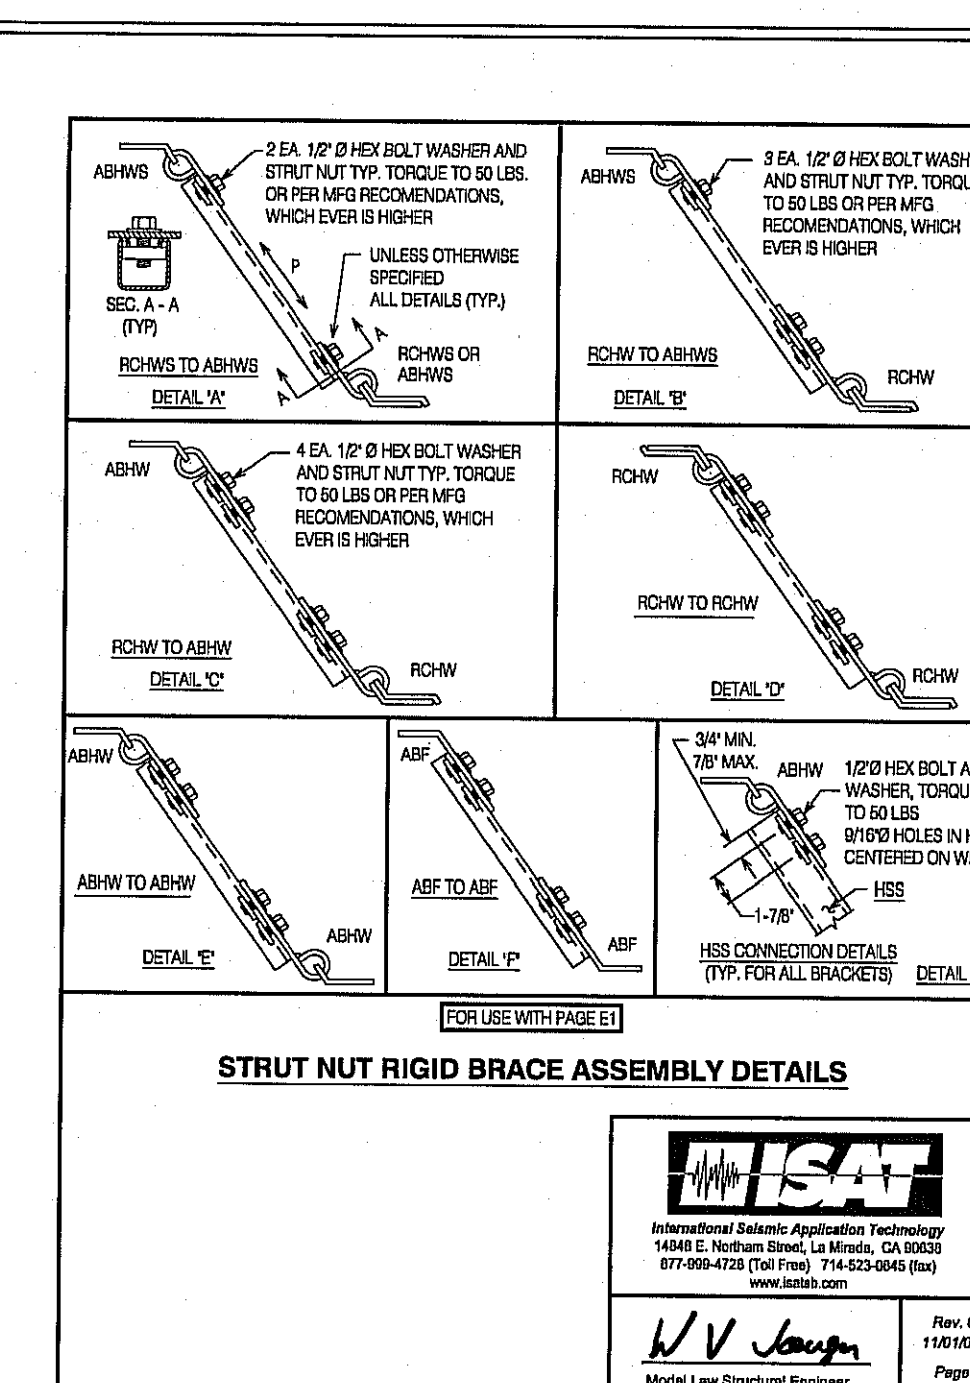 ABHWS
2 EA. 1/2" Ø HEX BOLT WASHER AND
STRUT NUT TYP. TORQUE TO 50 LBS.
OR PER MFG RECOMENDATIONS,
WHICH EVER IS HIGHER
P
UNLESS OTHERWISE
SPECIFIED
ALL DETAILS (TYP.)
SEC. A - A
(TYP)
A
A
RCHWS TO ABHWS
DETAIL "A"
RCHWS OR
ABHWS
ABHWS
3 EA. 1/2" Ø HEX BOLT
AND STRUT NUT TYP.
TO 50 LBS OR PER MFG
RECOMENDATIONS, WHICH
EVER IS HIGHER
RCHW TO ABHWS
DETAIL "B"
RCHW
ABHW
4 EA. 1/2" Ø HEX BOLT WASHER
AND STRUT NUT TYP. TORQUE
TO 50 LBS OR PER MFG
RECOMENDATIONS, WHICH
EVER IS HIGHER
RCHW TO ABHW
DETAIL "C"
RCHW
RCHW
RCHW TO RCHW
DETAIL "D"
RCHW
ABHW
ABHW TO ABHW
DETAIL "E"
ABHW
ABF
ABF TO ABF
DETAIL "F"
ABF
3/4" MIN.
7/8" MAX.
ABHW
1/2"Ø HEX BOLT
WASHER,
TO 50 LBS
9/16"Ø HOLES IN
CENTERED ON
HSS
1-7/8"
HSS CONNECTION DETAILS
(TYP. FOR ALL BRACKETS)
DETAIL
FOR USE WITH PAGE E1
STRUT NUT RIGID BRACE ASSEMBLY DETAILS
ISAT
International Seismic Application Technology
14848 E. Northam Street, La Mirada, CA 90638
877-999-4728 (Toll Free) 714-523-0845 (fax)
www.isatsb.com
W V
Rev.
11/01/0
Page
Structural Engineer